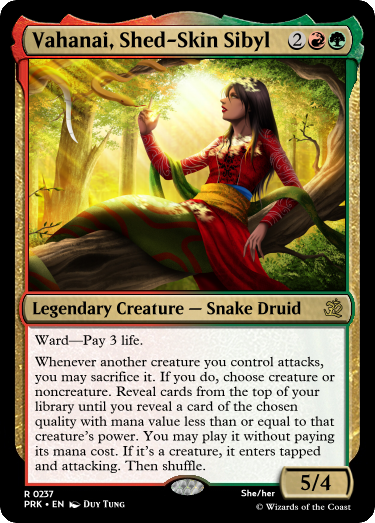 Vahanai, Shed-Skin Sibyl 2
Legendary Creature — Snake Druid
Ward—Pay 3 life.
Whenever another creature you control attacks,
you may sacrifice it. If you do, choose creature or
noncreature. Reveal cards from the top of your
library until you reveal a card of the chosen
quality with mana value less than or equal to that
creature's power. You may play it without paying
its mana cost. If it's a creature, it enters tapped
and attacking. Then shuffle.
5/4
R 0237 She/her
PRK • EN Duy Tung © Wizards of the Coast